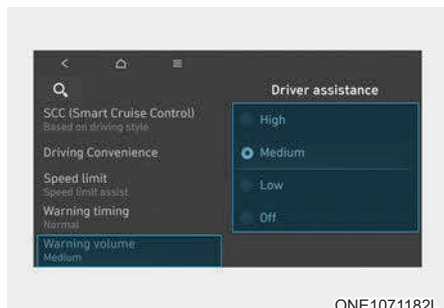 Driver assistance
SCC (Smart Cruise Control)
Based on driving style
Driving Convenience
Speed limit
Speed limit assist
Warning timing
Normal
Warning volume
Medium
High
Medium
Low
Off
ONE1071182L